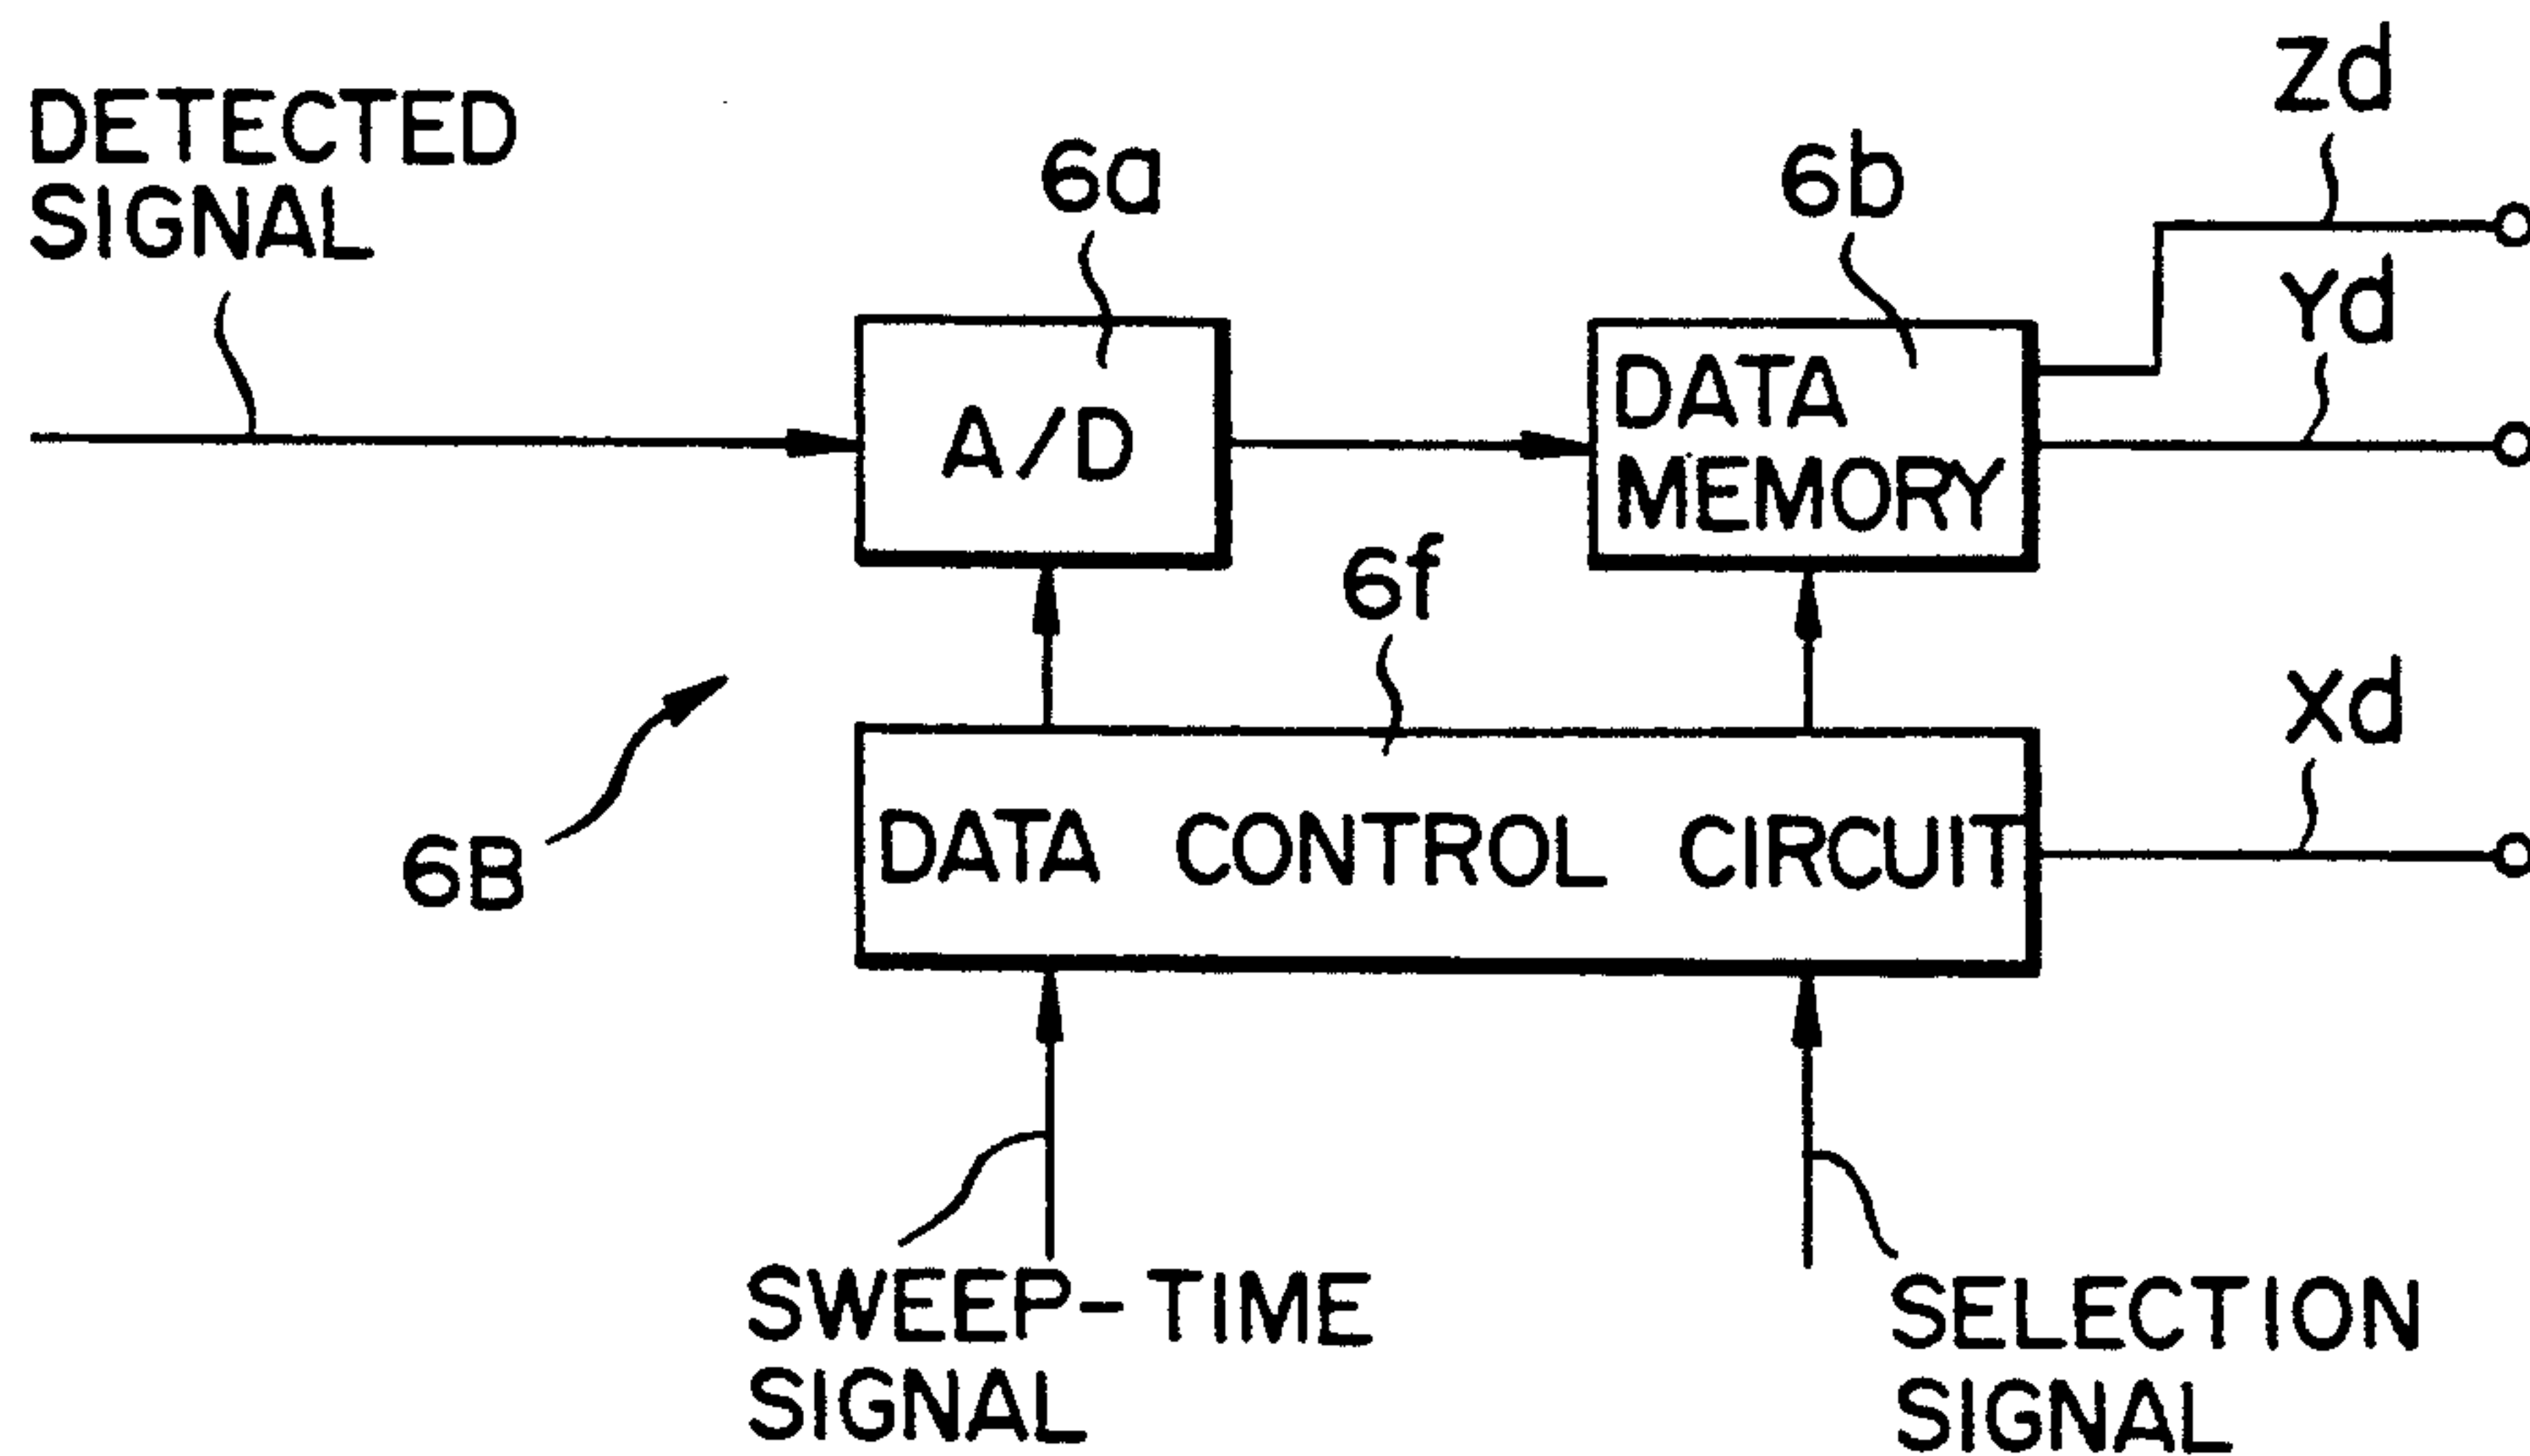 Zd
DETECTED
SIGNAL
6a
6b
Yd
A/D
DATA
MEMORY
6f
Xd
DATA CONTROL CIRCUIT
6B
SWEEP-TIME
SIGNAL
SELECTION
SIGNAL